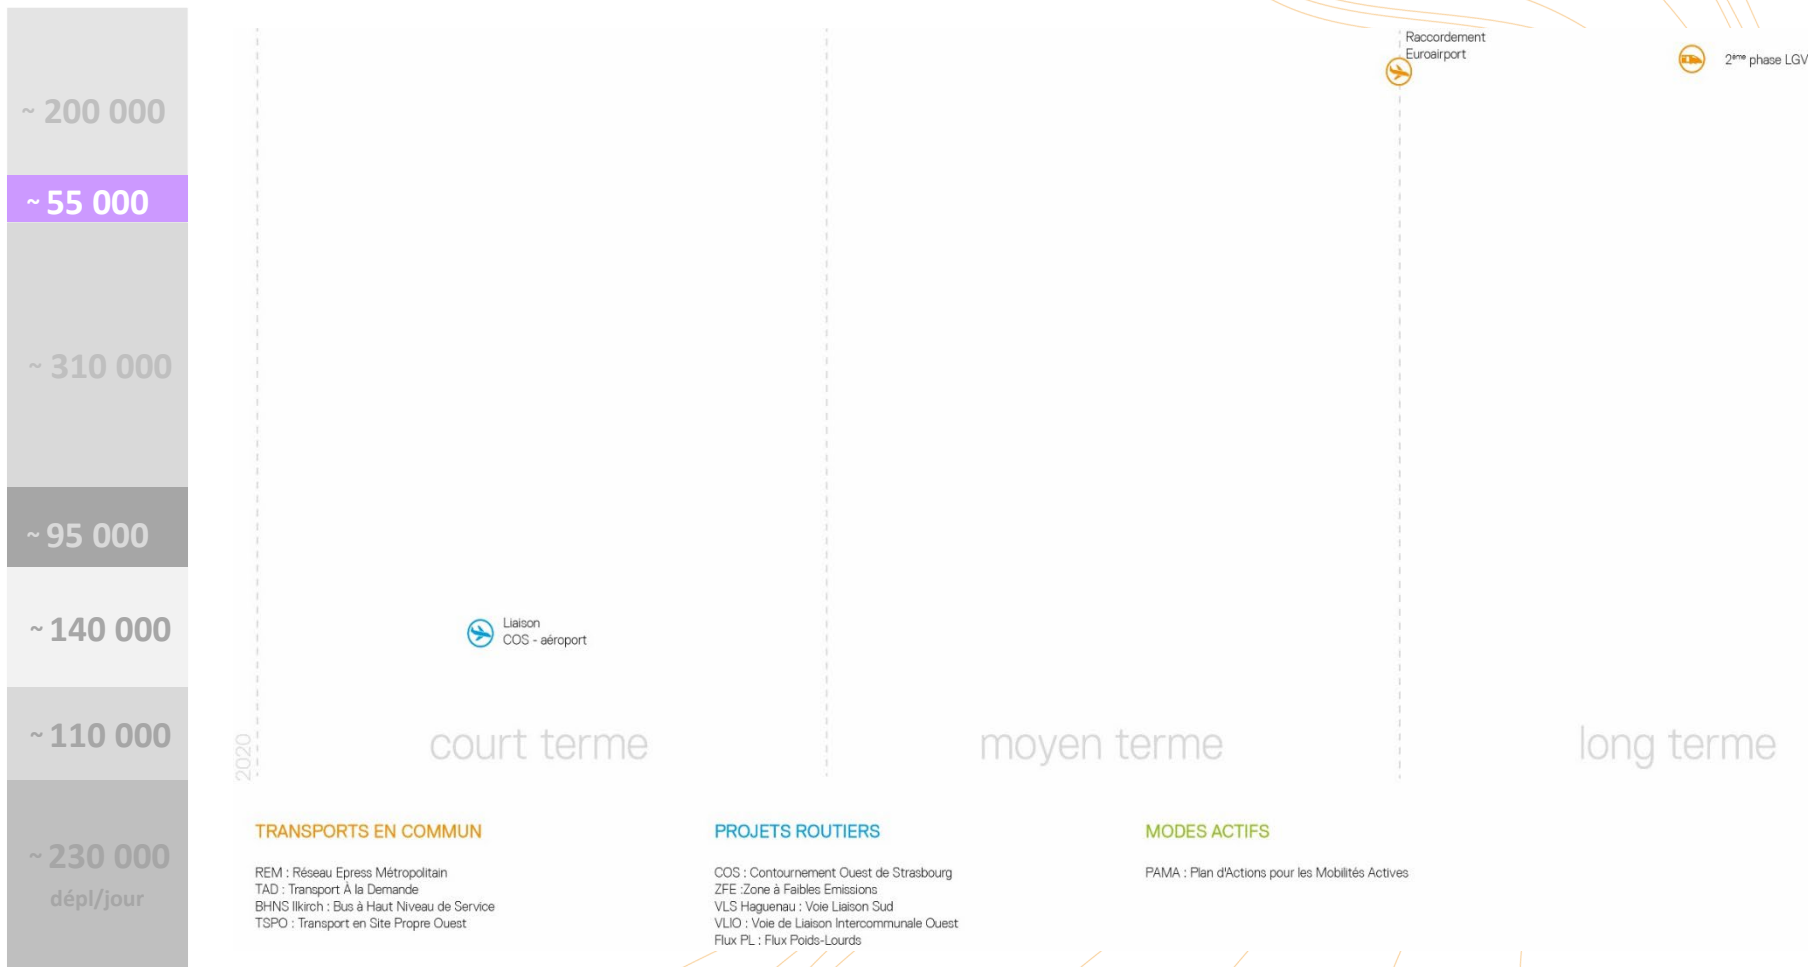 ~ 200 000
~ 55 000
~ 310 000
~ 95 000
~ 140 000
~ 110 000
~ 230 000
dépl/jour
Raccordement
Euroairport
2ème phase LGV
Liaison
COS - aéroport
2020
court terme
moyen terme
long terme
TRANSPORTS EN COMMUN
REM : Réseau Epress Métropolitain
TAD : Transport À la Demande
BHNS Ilkirch : Bus à Haut Niveau de Service
TSPO : Transport en Site Propre Ouest
PROJETS ROUTIERS
COS : Contournement Ouest de Strasbourg
ZFE :Zone à Faibles Emissions
VLS Haguenau : Voie Liaison Sud
VLIO : Voie de Liaison Intercommunale Ouest
Flux PL : Flux Poids-Lourds
MODES ACTIFS
PAMA : Plan d'Actions pour les Mobilités Actives